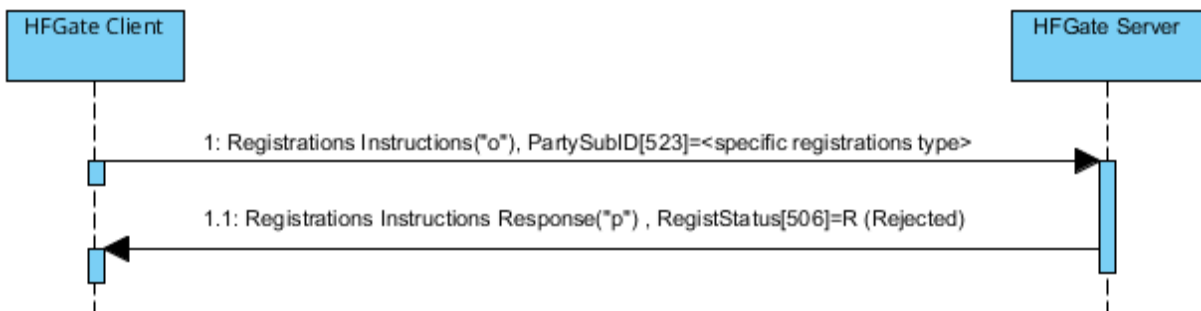 HFGate Client
HFGate Server
1: Registrations Instructions("o"), PartySubID[523]=<specific registrations type>
1.1: Registrations Instructions Response("p") , RegistStatus[506]=R (Rejected)